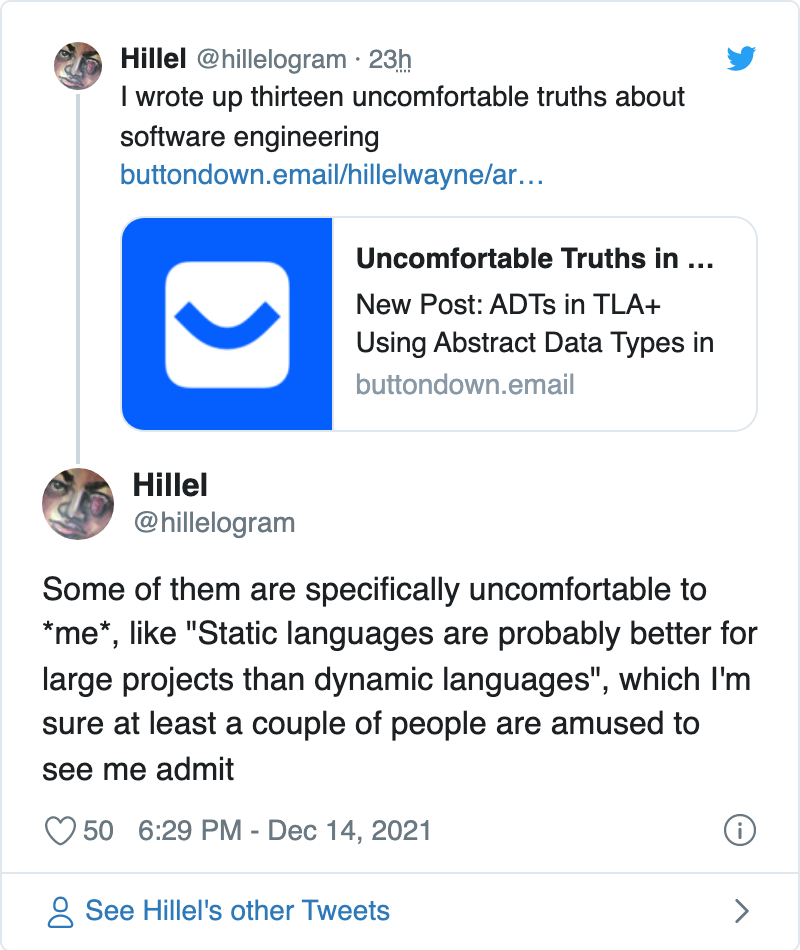 Hillel @hillelogram · 23h
I wrote up thirteen uncomfortable truths about
software engineering
buttondown.email/hillelwayne/ar…
Uncomfortable Truths in ...
New Post: ADTs in TLA+
Using Abstract Data Types in
buttondown.email
Hillel
@hillelogram
Some of them are specifically uncomfortable to
*me*, like "Static languages are probably better for
large projects than dynamic languages", which I'm
sure at least a couple of people are amused to
see me admit
50 6:29 PM - Dec 14, 2021
See Hillel's other Tweets